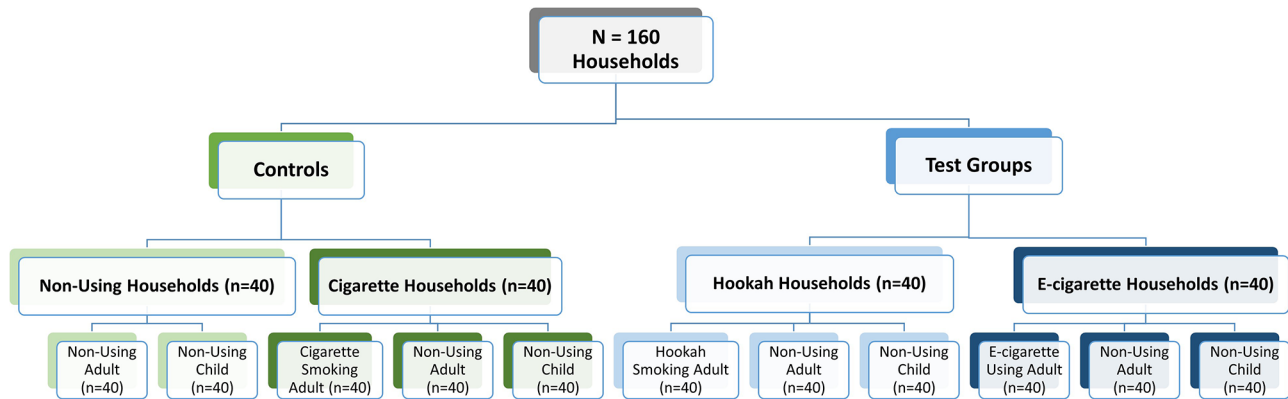 N = 160
Households
Controls
Test Groups
Non-Using Households (n=40)
Cigarette Households (n=40)
Hookah Households (n=40)
E-cigarette Households (n=40)
Non-Using
Adult
(n=40)
Non-Using
Child
(n=40)
Cigarette
Smoking
Adult (n=40)
Non-Using
Adult
(n=40)
Non-Using
Child
(n=40)
Hookah
Smoking Adult
(n=40)
Non-Using
Adult
(n=40)
Non-Using
Child
(n=40)
E-cigarette
Using Adult
(n=40)
Non-Using
Adult
(n=40)
Non-Using
Child
(n=40)